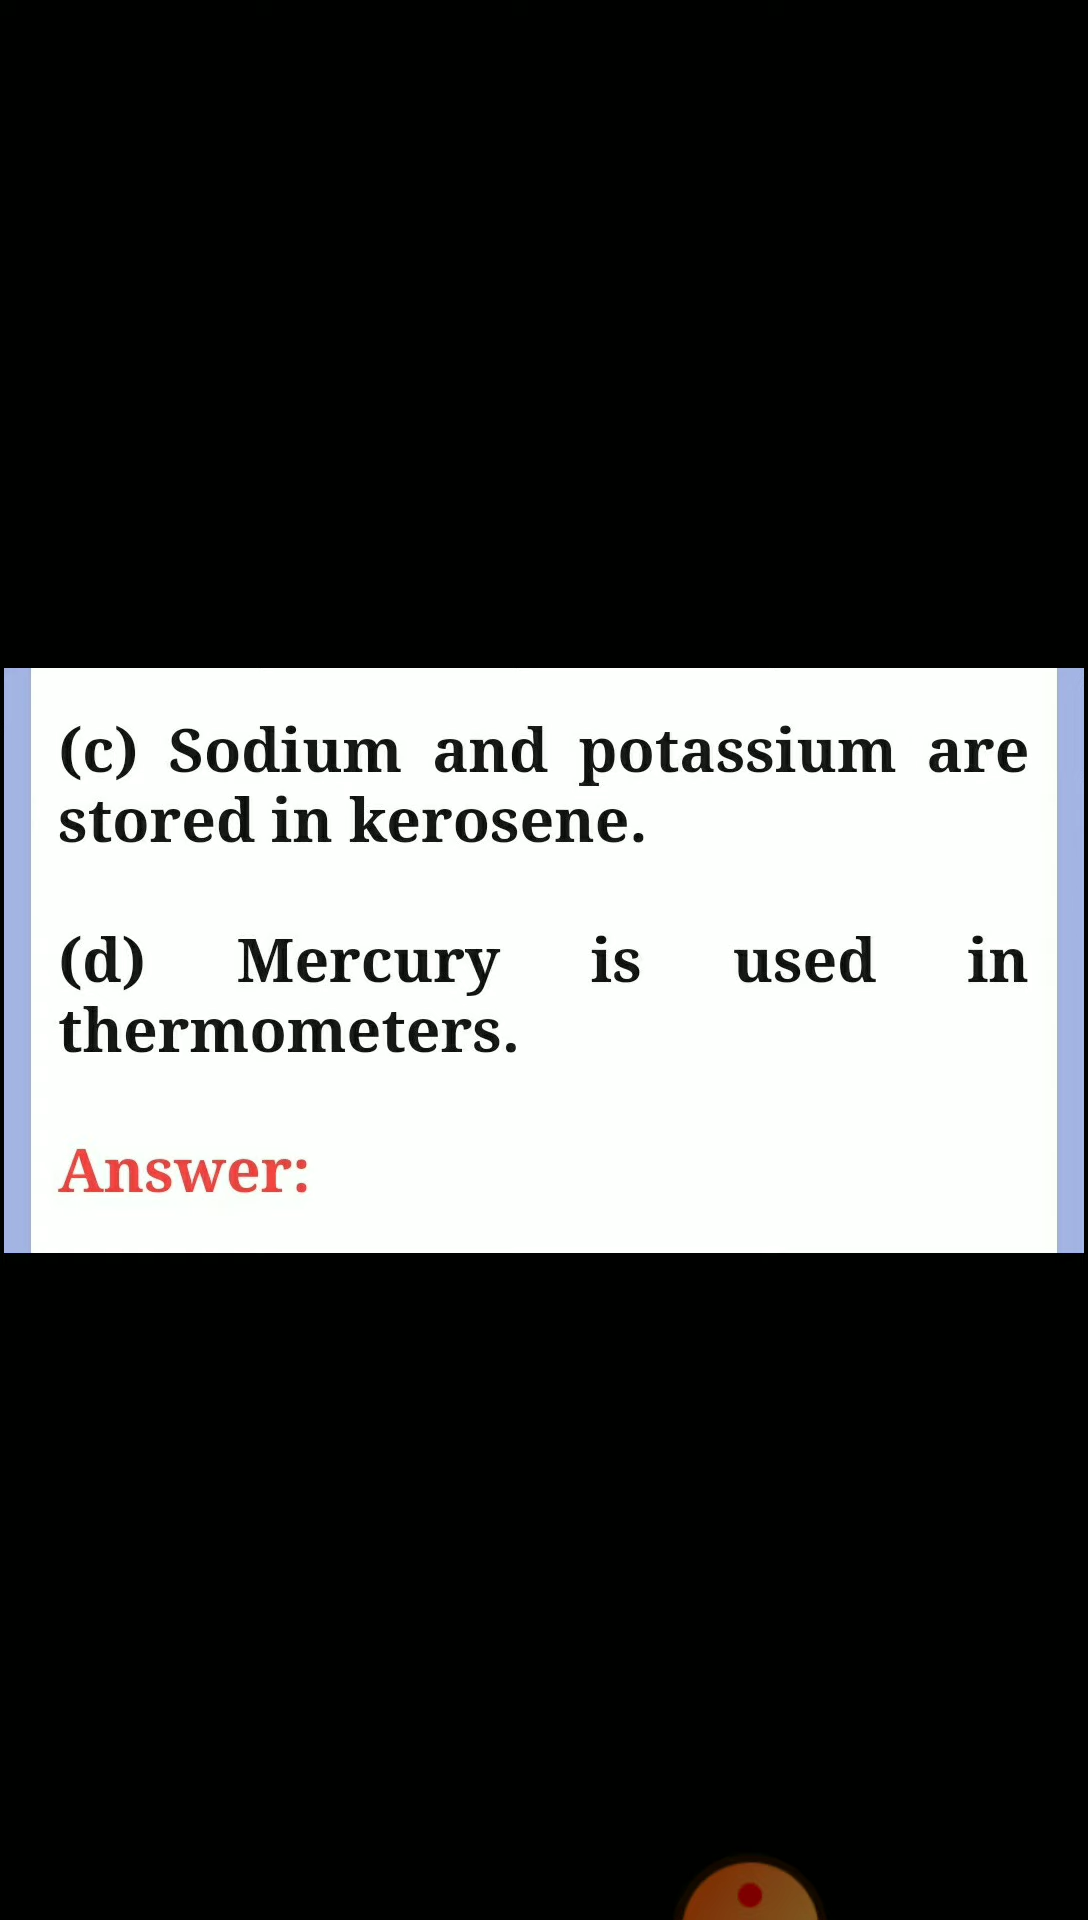 (c) Sodium and potassium are
stored in kerosene.
(d) Mercury is used in
thermometers.
Answer: